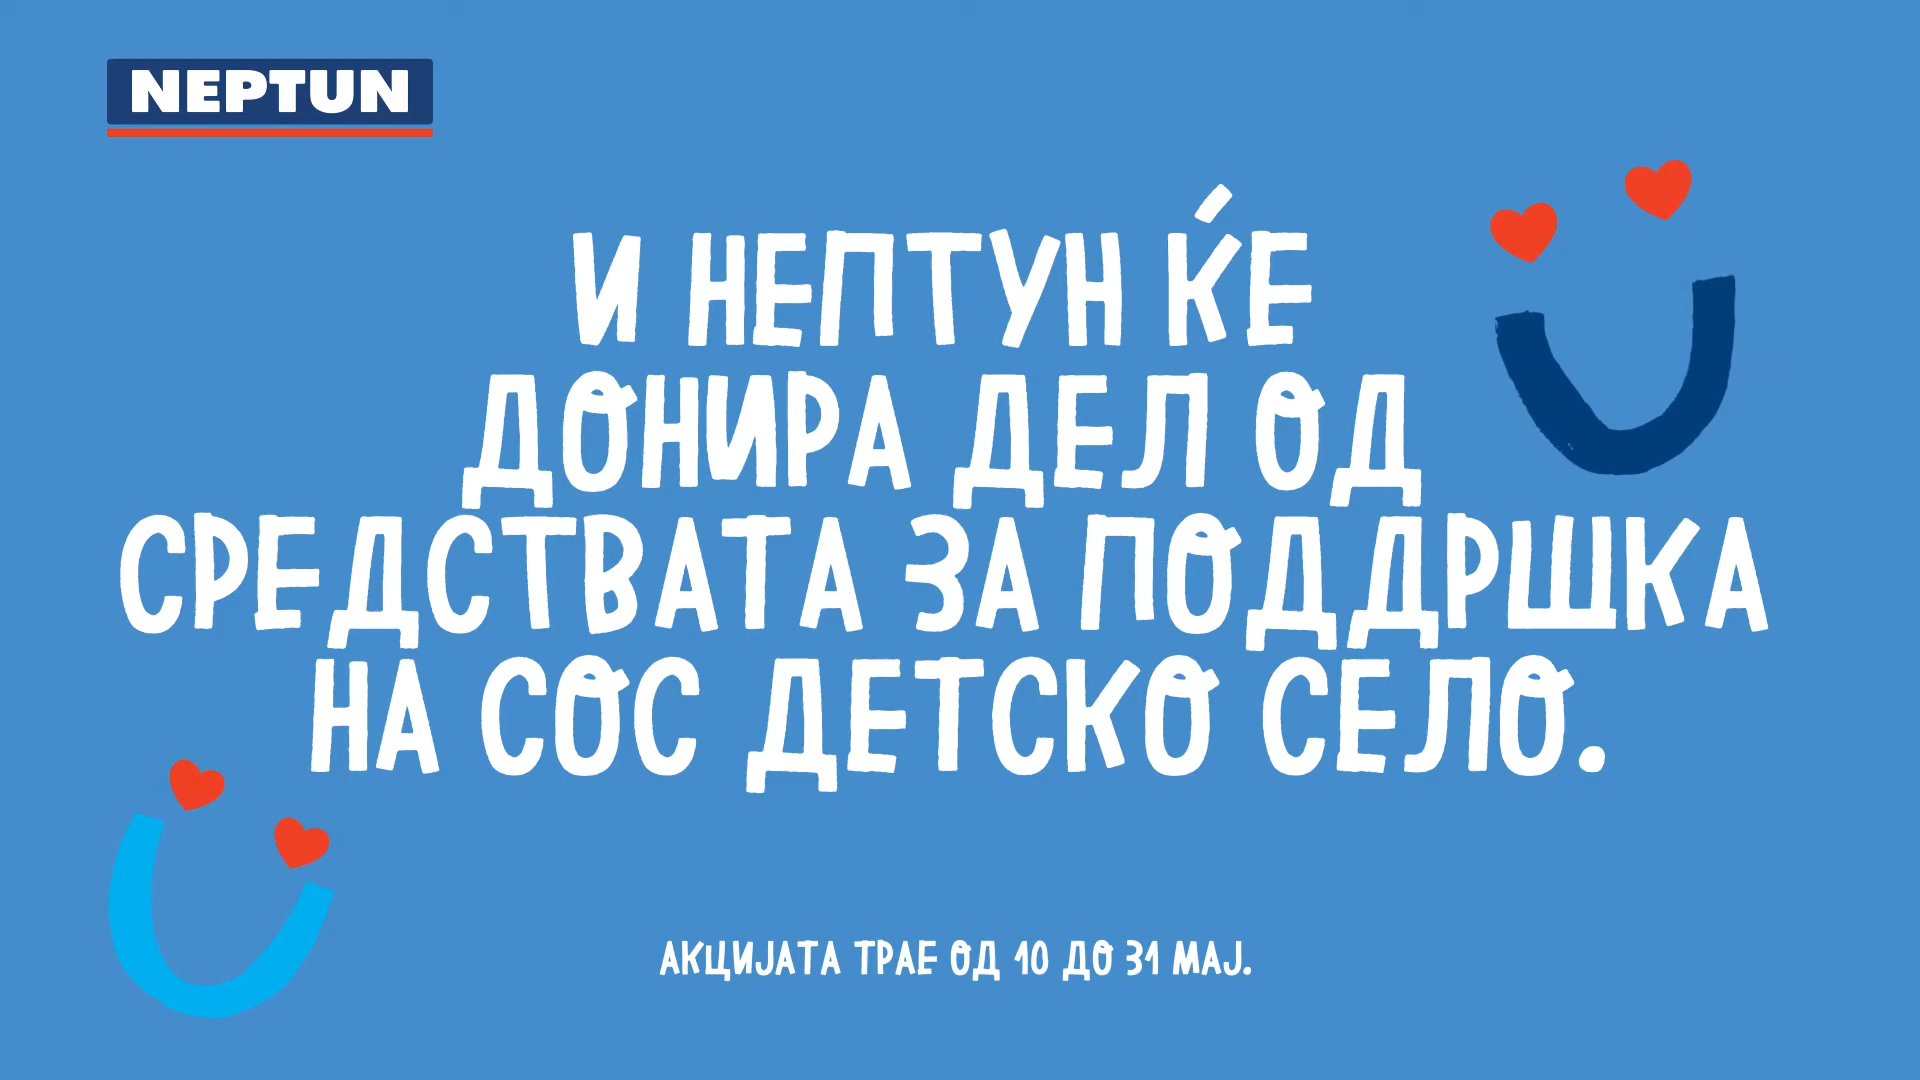 NEPTUN
И НЕПТУН ЌЕ
ДОНИРА ДЕЛ ОД
СРЕДСТВАТА ЗА ПОДДРШКА
НА СОС ДЕТСКО СЕЛО.
АКЦИЈАТА ТРАЕ ОД 10 ДО 31 МАЈ.